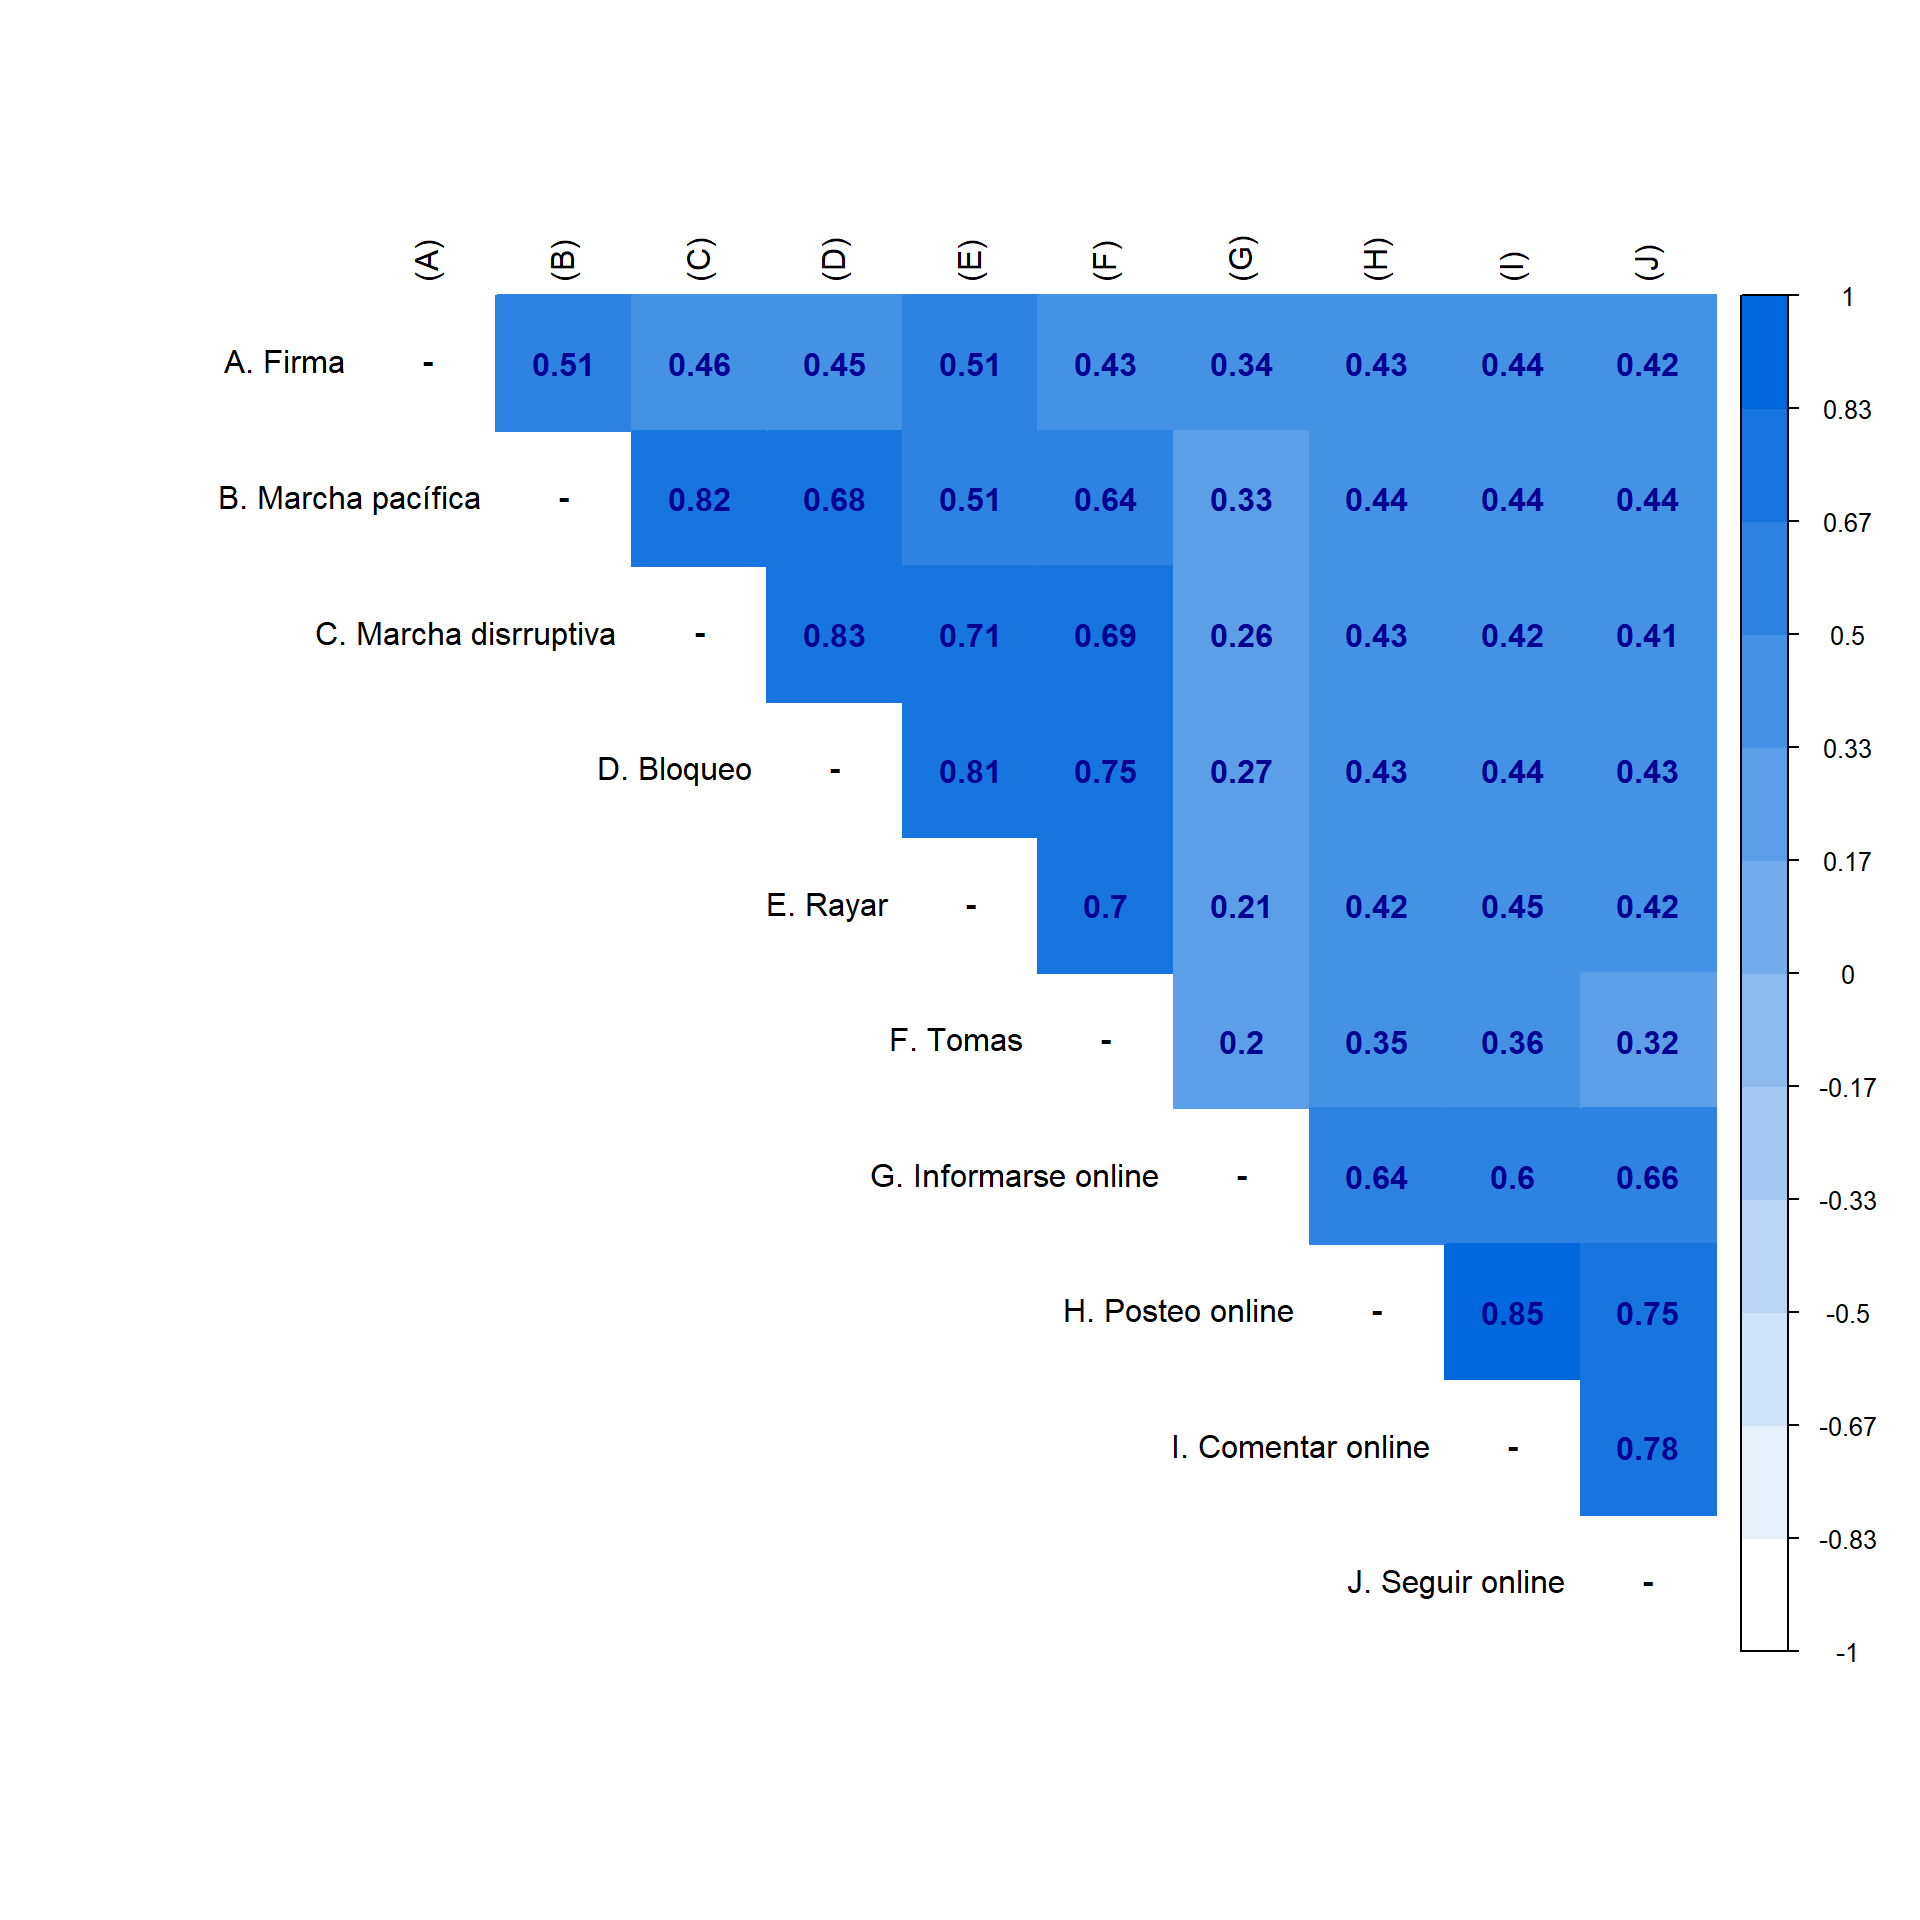 (A) (B) (C) (D) (E) (F) (G) (H) (I) (J)
A. Firma - 0.51 0.46 0.45 0.51 0.43 0.34 0.43 0.44 0.42
B. Marcha pacífica - 0.82 0.68 0.51 0.64 0.33 0.44 0.44 0.44
C. Marcha disrruptiva - 0.83 0.71 0.69 0.26 0.43 0.42 0.41
D. Bloqueo - 0.81 0.75 0.27 0.43 0.44 0.43
E. Rayar - 0.7 0.21 0.42 0.45 0.42
F. Tomas - 0.2 0.35 0.36 0.32
G. Informarse online - 0.64 0.6 0.66
H. Posteo online - 0.85 0.75
I. Comentar online - 0.78
J. Seguir online -
1
0.83
0.67
0.5
0.33
0.17
0
-0.17
-0.33
-0.5
-0.67
-0.83
-1